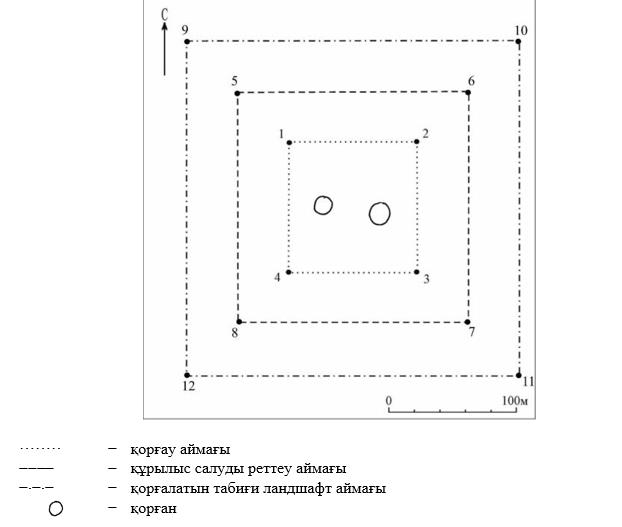 С
9 10
5 6
1 2
4 3
8 7
12 11
0 100м
........ – қорғау аймағы
———— – құрылыс салуды реттеу аймағы
–·–·– – қорғалатын табиғи ландшафт аймағы
– қорған